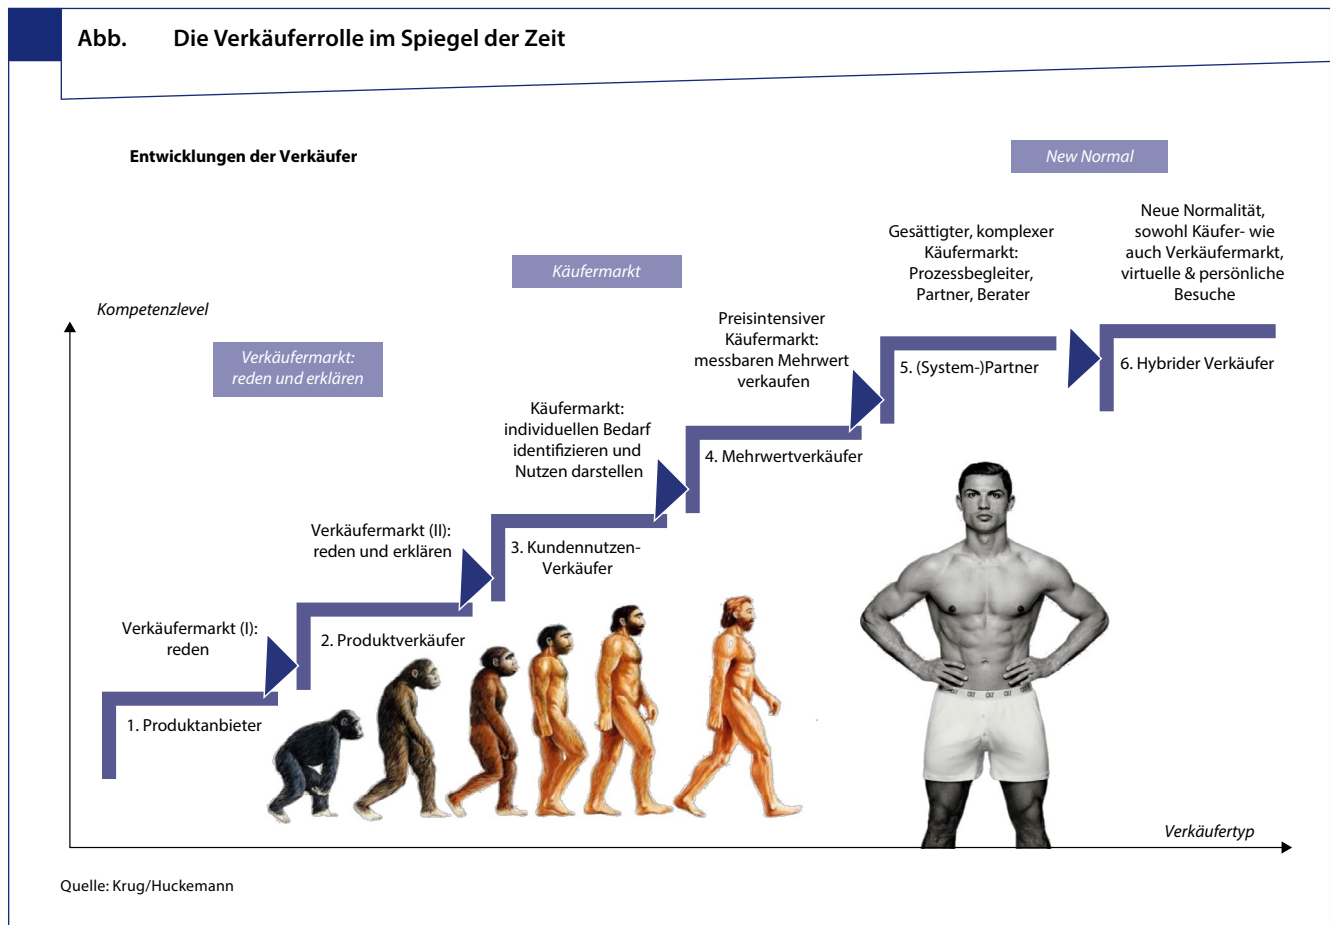 Abb. Die Verkäuferrolle im Spiegel der Zeit
Entwicklungen der Verkäufer
New Normal
Neue Normalität,
sowohl Käufer- wie
auch Verkäufermarkt,
virtuelle & persönliche
Besuche
Gesättigter, komplexer
Käufermarkt:
Prozessbegleiter,
Partner, Berater
Käufermarkt
Kompetenzlevel
Preisintensiver
Käufermarkt:
messbaren Mehrwert
verkaufen
Verkäufermarkt:
reden und erklären
5. (System-)Partner
6. Hybrider Verkäufer
Käufermarkt:
individuellen Bedarf
identifizieren und
Nutzen darstellen
4. Mehrwertverkäufer
Verkäufermarkt (II):
reden und erklären
3. Kundennutzen-
Verkäufer
Verkäufermarkt (I):
reden
2. Produktverkäufer
1. Produktanbieter
Verkäufertyp
Quelle: Krug/Huckemann